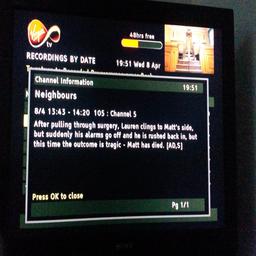 Virgin
tv
48hrs free
RECORDINGS BY DATE
19:51 Wed 8 Apr
Channel Information
19:51
Neighbours
8/4 13:43 - 14:20 105 : Channel 5
After pulling through surgery, Lauren clings to Matt's side,
but suddenly his alarms go off and he is rushed back in, but
this time the outcome is tragic - Matt has died. [AD,S]
Press OK to close
Pg 1/1
SONY